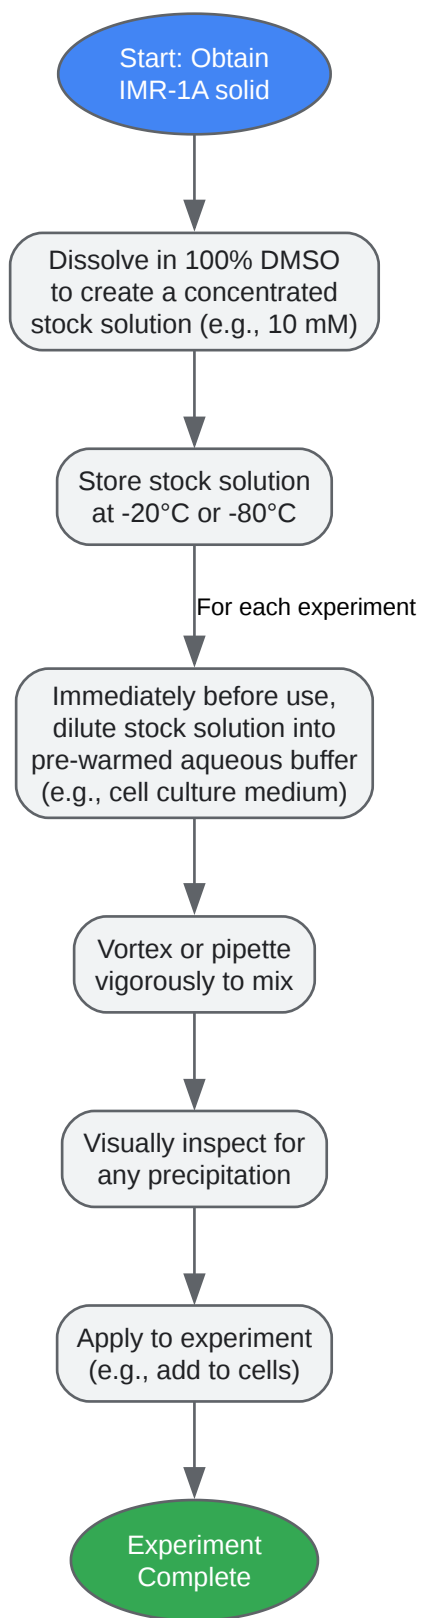 Start: Obtain
IMR-1A solid
Dissolve in 100% DMSO
to create a concentrated
stock solution (e.g., 10 mM)
Store stock solution
at -20°C or -80°C
For each experiment
Immediately before use,
dilute stock solution into
pre-warmed aqueous buffer
(e.g., cell culture medium)
Vortex or pipette
vigorously to mix
Visually inspect for
any precipitation
Apply to experiment
(e.g., add to cells)
Experiment
Complete